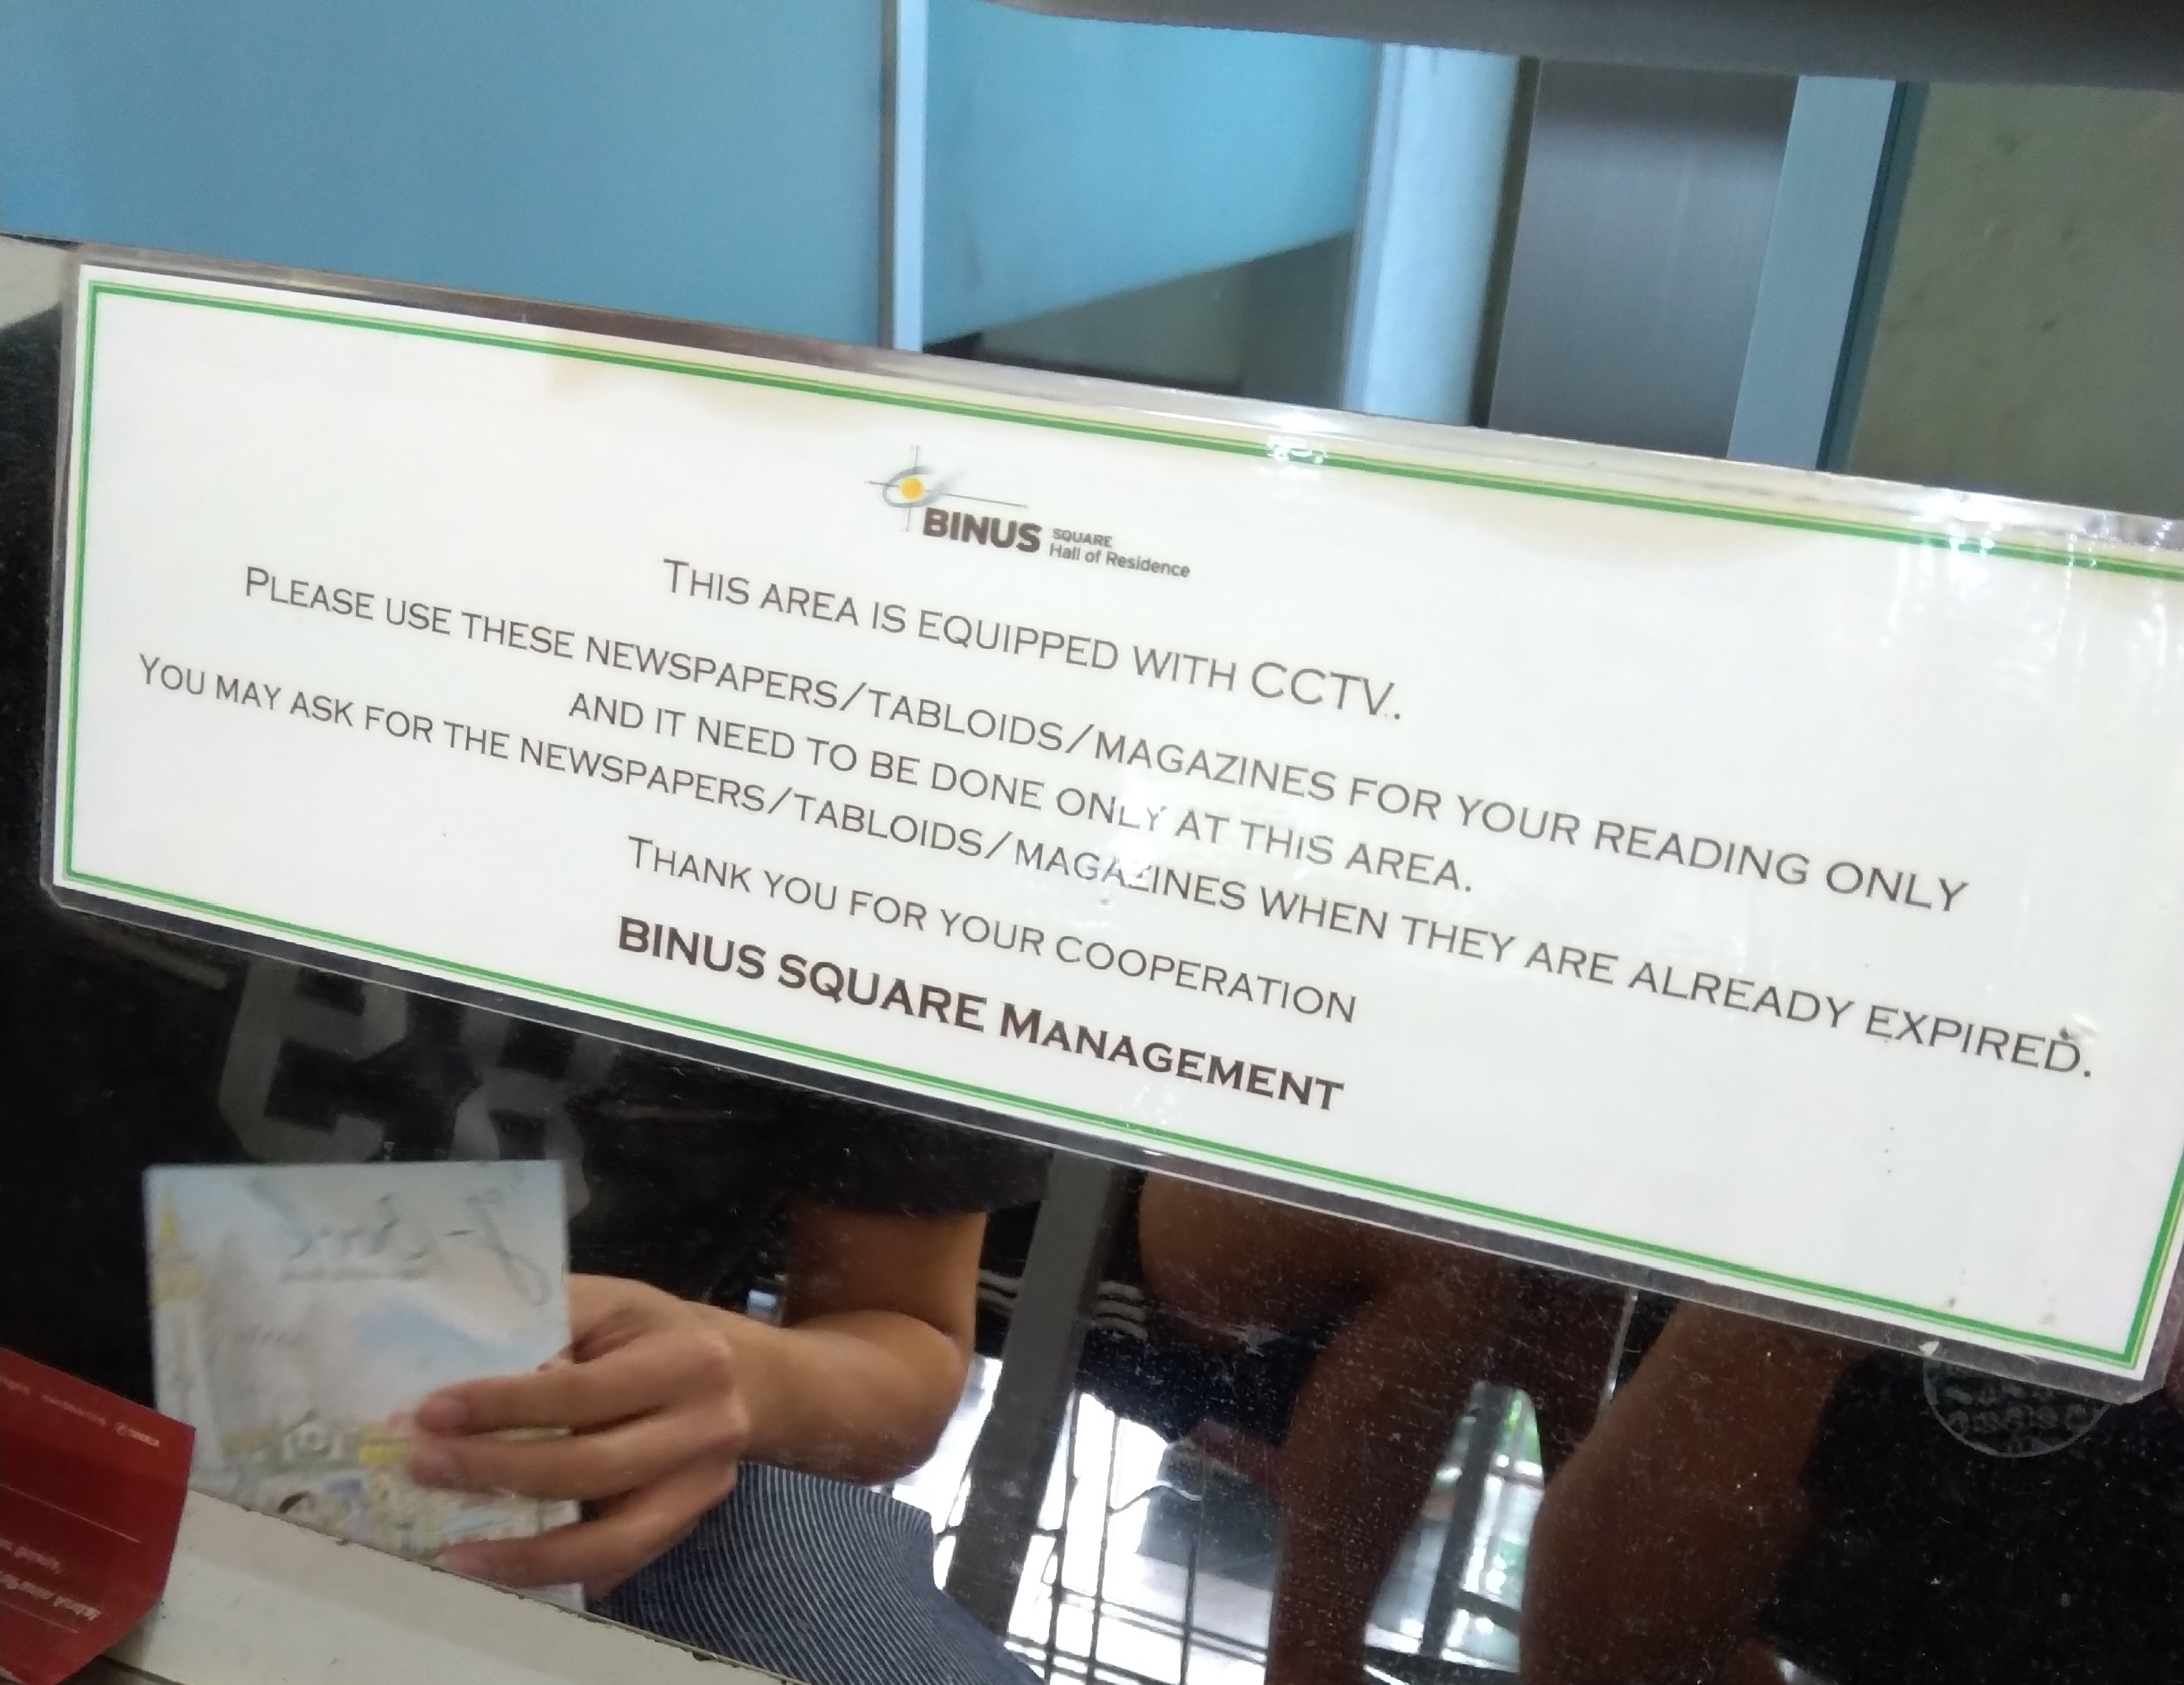 BINUS SQUARE
Hall of Residence
THIS AREA IS EQUIPPED WITH CCTV.
PLEASE USE THESE NEWSPAPERS/TABLOIDS/MAGAZINES FOR YOUR READING ONLY
AND IT NEED TO BE DONE ONLY AT THIS AREA.
YOU MAY ASK FOR THE NEWSPAPERS/TABLOIDS/MAGAZINES WHEN THEY ARE ALREADY EXPIRED.
THANK YOU FOR YOUR COOPERATION
BINUS SQUARE MANAGEMENT